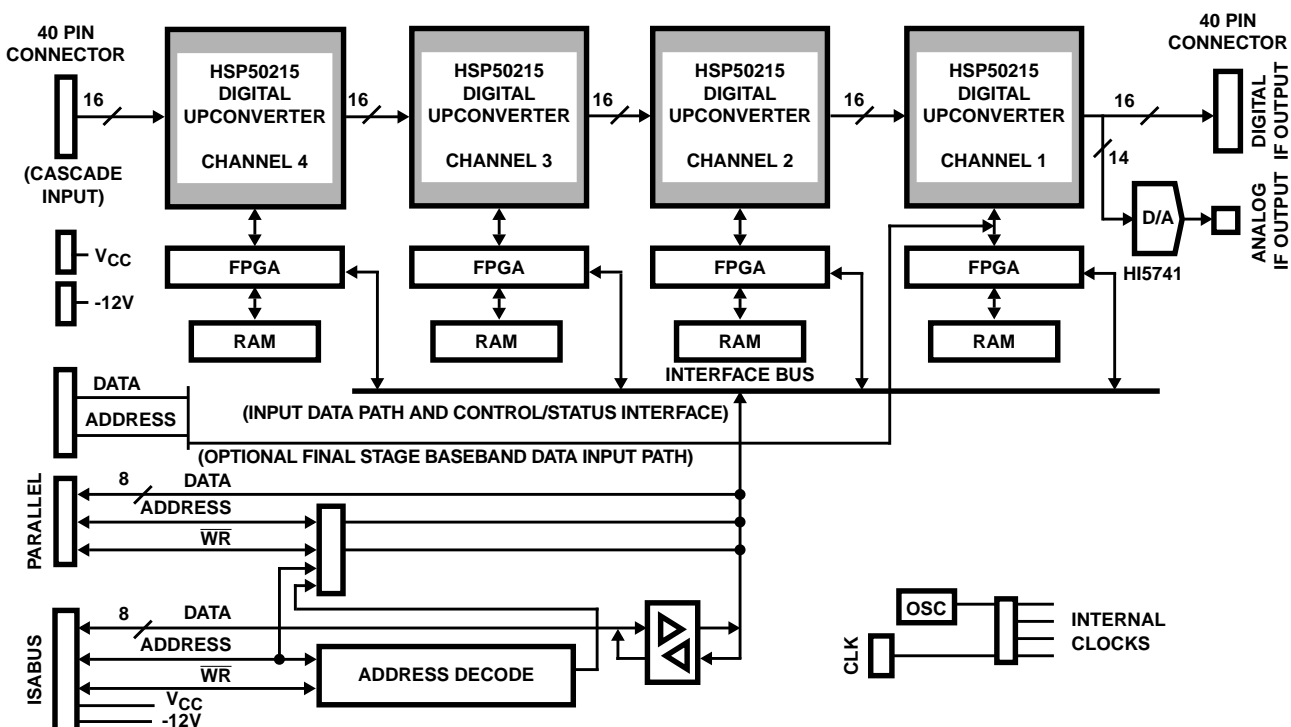 40 PIN
CONNECTOR
16
(CASCADE
INPUT)
HSP50215
DIGITAL
UPCONVERTER
CHANNEL 4
16
HSP50215
DIGITAL
UPCONVERTER
CHANNEL 3
16
HSP50215
DIGITAL
UPCONVERTER
CHANNEL 2
16
HSP50215
DIGITAL
UPCONVERTER
CHANNEL 1
16
14
40 PIN
CONNECTOR
DIGITAL
IF OUTPUT
D/A
HI5741
ANALOG
IF OUTPUT
VCC
-12V
FPGA
FPGA
FPGA
FPGA
RAM
RAM
RAM
RAM
INTERFACE BUS
DATA
ADDRESS
(INPUT DATA PATH AND CONTROL/STATUS INTERFACE)
(OPTIONAL FINAL STAGE BASEBAND DATA INPUT PATH)
PARALLEL
8 DATA
ADDRESS
WR
ISABUS
8 DATA
ADDRESS
WR
VCC
-12V
ADDRESS DECODE
OSC
CLK
INTERNAL
CLOCKS